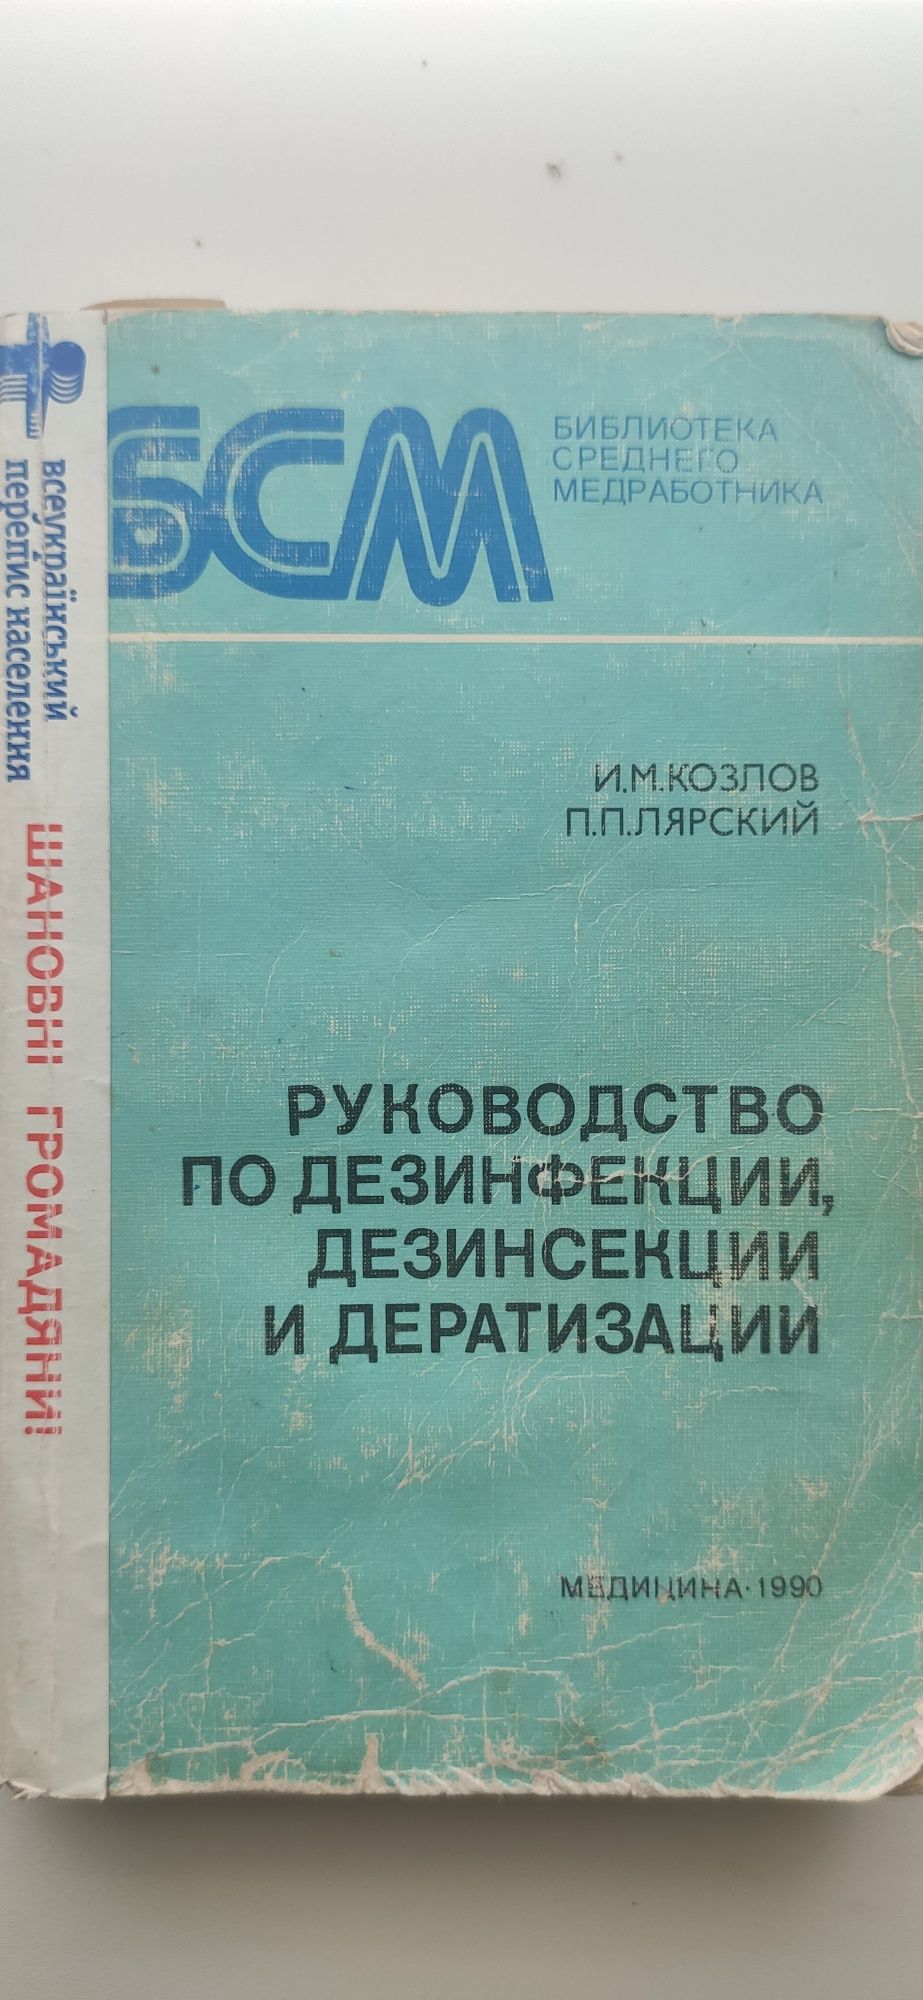 БСМ
БИБЛИОТЕКА
СРЕДНЕГО
МЕДРАБОТНИКА
И.М.КОЗЛОВ
П.П.ЛЯРСКИЙ
РУКОВОДСТВО
ПО ДЕЗИНФЕКЦИИ,
ДЕЗИНСЕКЦИИ
И ДЕРАТИЗАЦИИ
МЕДИЦИНА·1990
всеукраїнський
перепис населення
ШАНОВНІ ГРОМАДЯНИ!